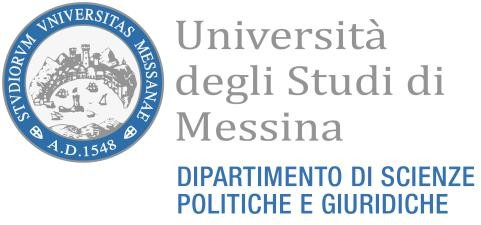 STVDIORVM VNIVERSITAS MESSANAE
A.D.1548
Università
degli Studi di
Messina
DIPARTIMENTO DI SCIENZE
POLITICHE E GIURIDICHE